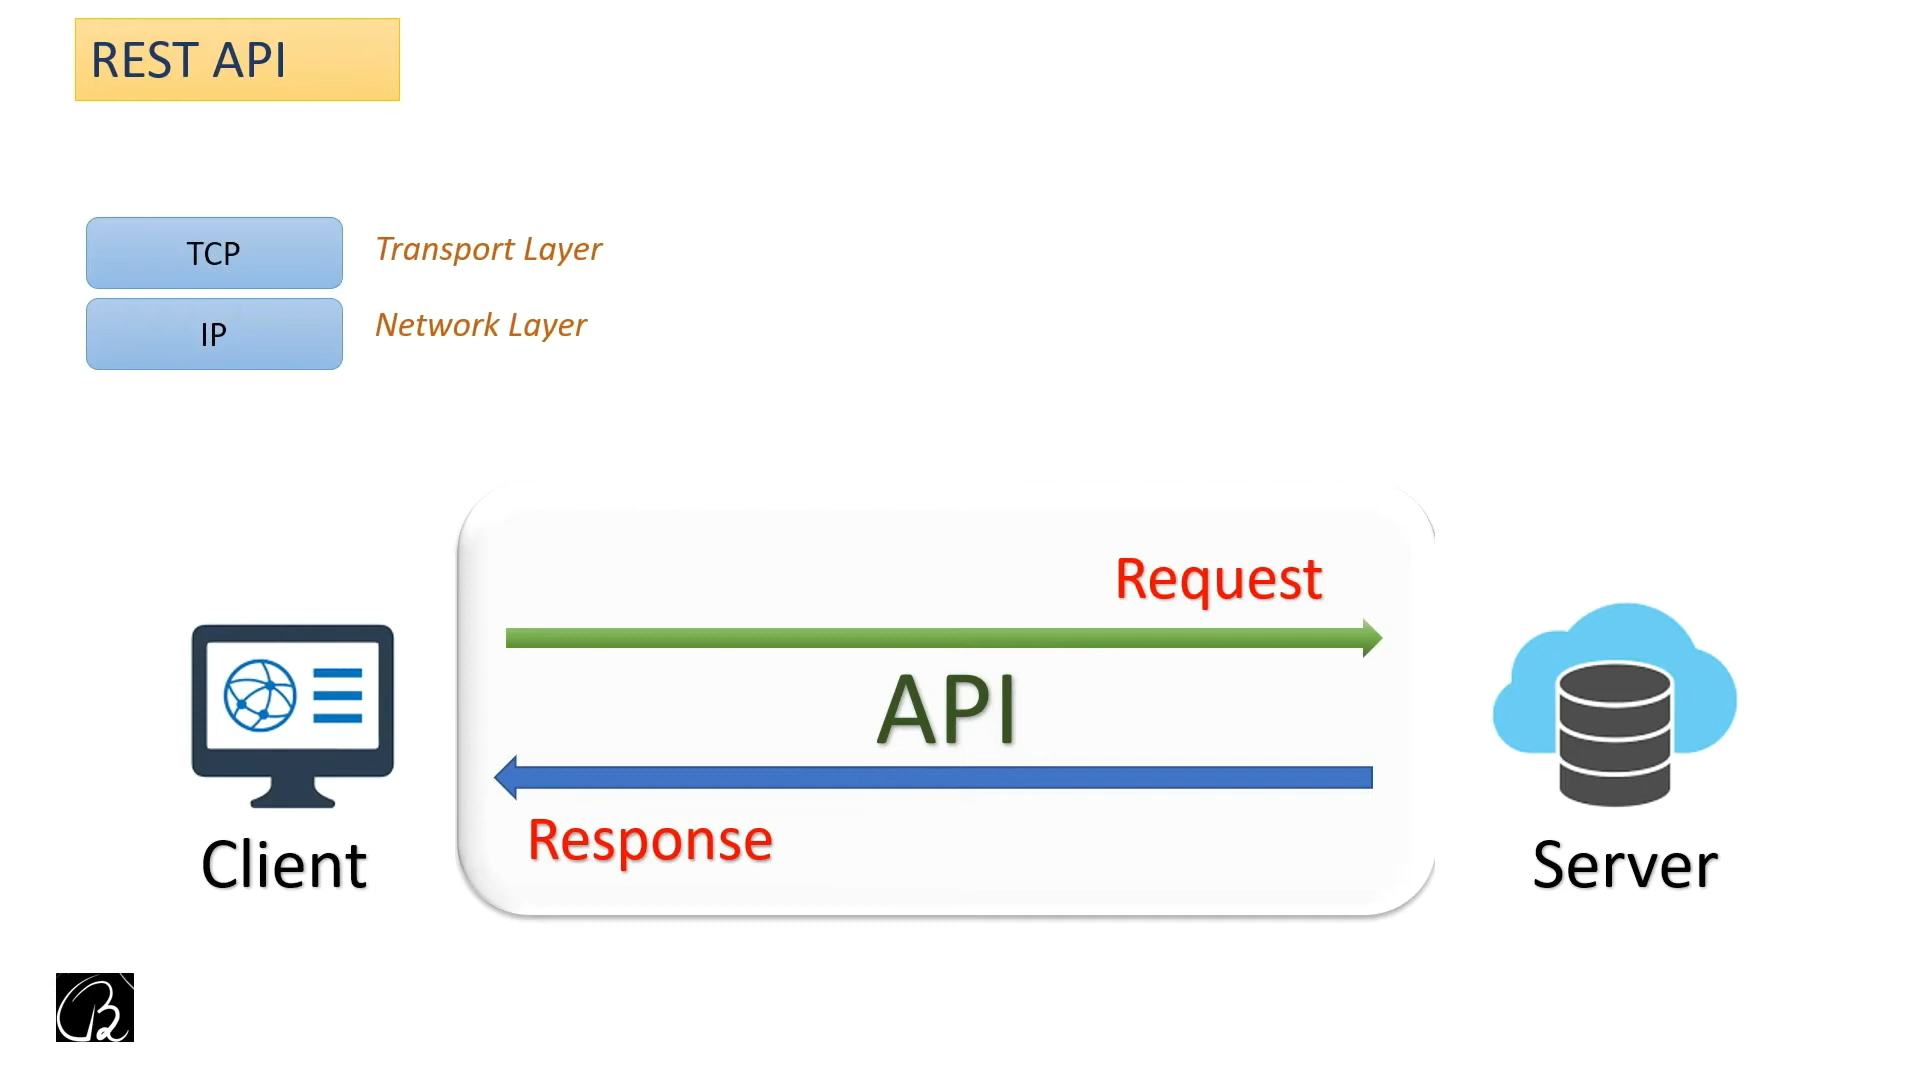 REST API
TCP
Transport Layer
IP
Network Layer
Request
API
Response
Client
Server